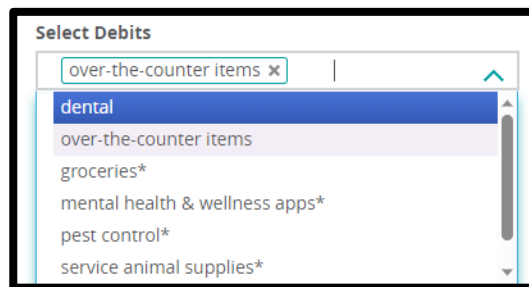 Select Debits
over-the-counter items ×
dental
over-the-counter items
groceries*
mental health & wellness apps*
pest control*
service animal supplies*